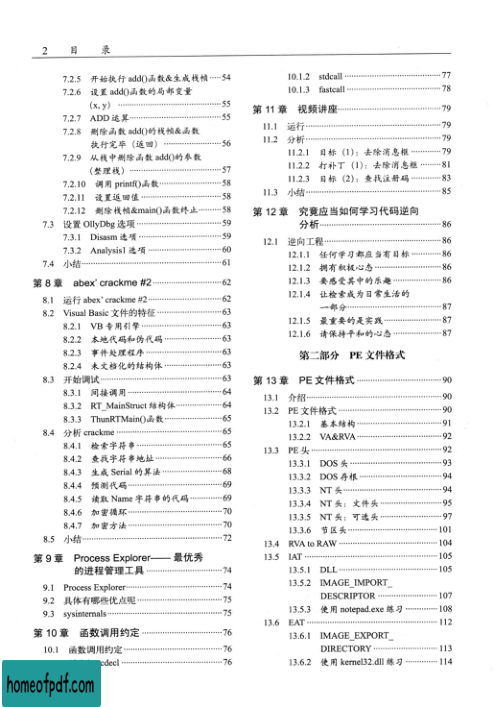 2 目 录
7.2.5 开始执行 add()函数&生成栈帧 …… 54
7.2.6 设置 add()函数的局部变量
(x, y) …… 55
7.2.7 ADD 运算 …… 55
7.2.8 删除函数 add()的栈帧&函数
执行完毕（返回） …… 56
7.2.9 从栈中删除函数 add()的参数
（整理栈） …… 57
7.2.10 调用 printf()函数 …… 58
7.2.11 设置返回值 …… 58
7.2.12 删除栈帧&main()函数终止 …… 58
7.3 设置 OllyDbg 选项 …… 59
7.3.1 Disasm 选项 …… 59
7.3.2 Analysis1 选项 …… 60
7.4 小结 …… 61
第 8 章 abex' crackme #2 …… 62
8.1 运行 abex' crackme #2 …… 62
8.2 Visual Basic 文件的特征 …… 63
8.2.1 VB 专用引擎 …… 63
8.2.2 本地代码和伪代码 …… 63
8.2.3 事件处理程序 …… 63
8.2.4 未文档化的结构体 …… 63
8.3 开始调试 …… 63
8.3.1 间接调用 …… 64
8.3.2 RT_MainStruct 结构体 …… 64
8.3.3 ThunRTMain()函数 …… 65
8.4 分析 crackme …… 65
8.4.1 检索字符串 …… 65
8.4.2 查找字符串地址 …… 66
8.4.3 生成 Serial 的算法 …… 68
8.4.4 预测代码 …… 69
8.4.5 读取 Name 字符串的代码 …… 69
8.4.6 加密循环 …… 70
8.4.7 加密方法 …… 70
8.5 小结 …… 72
第 9 章 Process Explorer—— 最优秀
的进程管理工具 …… 74
9.1 Process Explorer …… 74
9.2 具体有哪些优点呢 …… 75
9.3 sysinternals …… 75
第 10 章 函数调用约定 …… 76
10.1 函数调用约定 …… 76
cdecl …… 76
10.1.2 stdcall …… 77
10.1.3 fastcall …… 78
第 11 章 视频讲座 …… 79
11.1 运行 …… 79
11.2 分析 …… 79
11.2.1 目标（1）：去除消息框 …… 79
11.2.2 打补丁（1）：去除消息框 …… 81
11.2.3 目标（2）：查找注册码 …… 83
11.3 小结 …… 85
第 12 章 究竟应当如何学习代码逆向
分析 …… 86
12.1 逆向工程 …… 86
12.1.1 任何学习都应当有目标 …… 86
12.1.2 拥有积极心态 …… 86
12.1.3 要感受其中的乐趣 …… 86
12.1.4 让检索成为日常生活的
一部分 …… 87
12.1.5 最重要的是实践 …… 87
12.1.6 请保持平和的心态 …… 87
第二部分 PE 文件格式
第 13 章 PE 文件格式 …… 90
13.1 介绍 …… 90
13.2 PE 文件格式 …… 90
13.2.1 基本结构 …… 91
13.2.2 VA&RVA …… 92
13.3 PE 头 …… 92
13.3.1 DOS 头 …… 93
13.3.2 DOS 存根 …… 94
13.3.3 NT 头 …… 94
13.3.4 NT 头：文件头 …… 95
13.3.5 NT 头：可选头 …… 97
13.3.6 节区头 …… 101
13.4 RVA to RAW …… 104
13.5 IAT …… 105
13.5.1 DLL …… 105
13.5.2 IMAGE_IMPORT_
DESCRIPTOR …… 107
13.5.3 使用 notepad.exe 练习 …… 108
13.6 EAT …… 112
13.6.1 IMAGE_EXPORT_
DIRECTORY …… 113
13.6.2 使用 kernel32.dll 练习 …… 114
homeofpdf.com